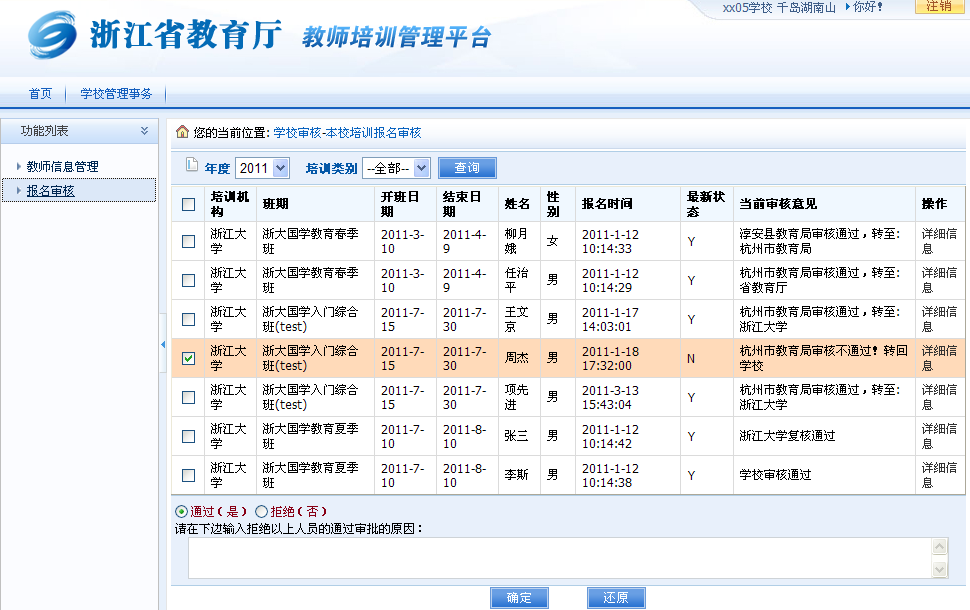 xx05学校 千岛湖南山 你好! 注销
浙江省教育厅 教师培训管理平台
首页 学校管理事务
功能列表
教师信息管理
报名审核
您的当前位置: 学校审核-本校培训报名审核
年度 2011 培训类别 --全部-- 查询
培训机构 班期 开班日期 结束日期 姓名 性别 报名时间 最新状态 当前审核意见 操作
浙江大学 浙大国学教育春季班 2011-3-10 2011-4-9 柳月娥 女 2011-1-12 10:14:33 Y 淳安县教育局审核通过，转至: 杭州市教育局 详细信息
浙江大学 浙大国学教育春季班 2011-3-10 2011-4-9 任治平 男 2011-1-12 10:14:29 Y 杭州市教育局审核通过，转至: 省教育厅 详细信息
浙江大学 浙大国学入门综合班(test) 2011-7-15 2011-7-30 王文京 男 2011-1-17 14:03:01 Y 杭州市教育局审核通过，转至: 浙江大学 详细信息
浙江大学 浙大国学入门综合班(test) 2011-7-15 2011-7-30 周杰 男 2011-1-18 17:32:00 N 杭州市教育局审核不通过! 转回学校 详细信息
浙江大学 浙大国学入门综合班(test) 2011-7-15 2011-7-30 项先进 男 2011-3-13 15:43:04 Y 杭州市教育局审核通过，转至: 浙江大学 详细信息
浙江大学 浙大国学教育夏季班 2011-7-10 2011-8-10 张三 男 2011-1-12 10:14:42 Y 浙江大学复核通过 详细信息
浙江大学 浙大国学教育夏季班 2011-7-10 2011-8-10 李斯 男 2011-1-12 10:14:38 Y 学校审核通过 详细信息
通过(是) 拒绝(否)
请在下边输入拒绝以上人员的通过审批的原因:
确定 还原